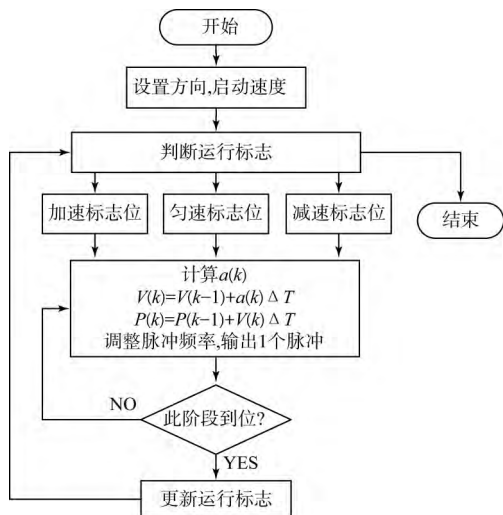 开始
设置方向,启动速度
判断运行标志
加速标志位
匀速标志位
减速标志位
结束
计算a(k)
V(k)=V(k−1)+a(k) Δ T
P(k)=P(k−1)+V(k) Δ T
调整脉冲频率,输出1个脉冲
NO
此阶段到位?
YES
更新运行标志